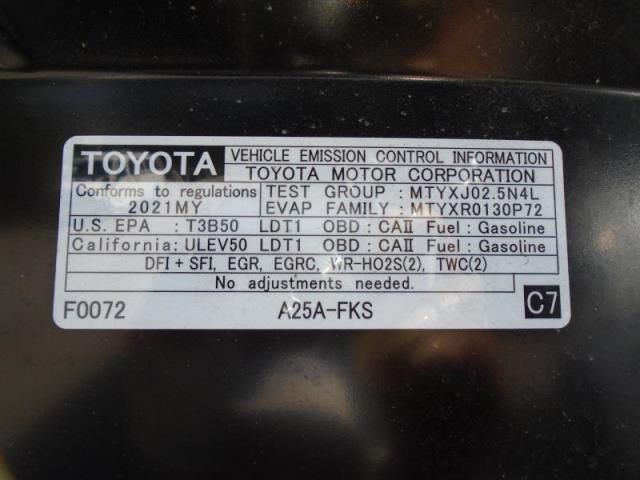 TOYOTA VEHICLE EMISSION CONTROL INFORMATION
TOYOTA MOTOR CORPORATION
Conforms to regulations TEST GROUP : MTYXJ02.5N4L
2021MY EVAP FAMILY : MTYXR0130P72
U.S. EPA : T3B50 LDT1 OBD : CAⅡ Fuel : Gasoline
California: ULEV50 LDT1 OBD : CAⅡ Fuel : Gasoline
DFI + SFI, EGR, EGRC, WR-HO2S(2), TWC(2)
No adjustments needed.
F0072 A25A-FKS C7